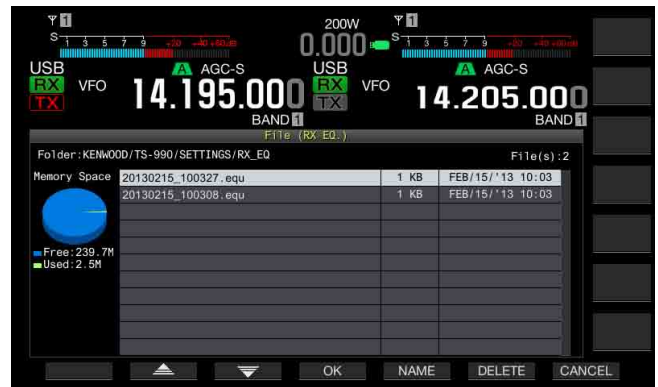 1 200W 1
S 1 3 5 7 9 +20 +40 +60dB 0.000 S 1 3 5 7 9 +20 +40 +60dB
USB A AGC-S USB A AGC-S
RX VFO 14.195.000 RX VFO 14.205.000
TX TX
BAND 1 BAND 1
File (RX EQ.)
Folder:KENWOOD/TS-990/SETTINGS/RX_EQ File(s):2
Memory Space 20130215_100327.equ 1 KB FEB/15/'13 10:03
20130215_100308.equ 1 KB FEB/15/'13 10:03
Free:239.7M
Used:2.5M
OK NAME DELETE CANCEL